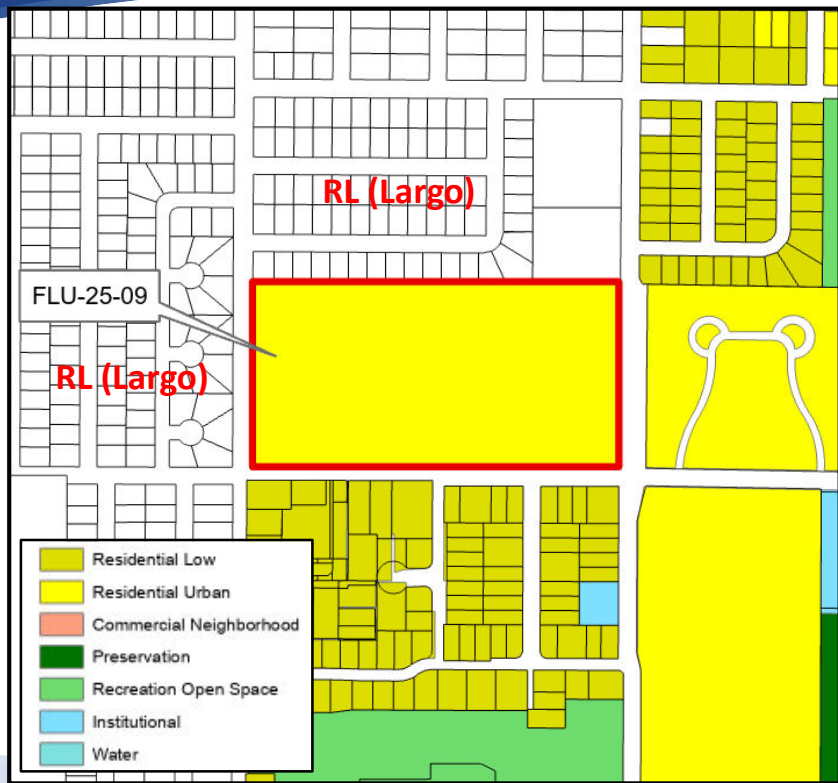 RL (Largo)
FLU-25-09
RL (Largo)
Residential Low
Residential Urban
Commercial Neighborhood
Preservation
Recreation Open Space
Institutional
Water